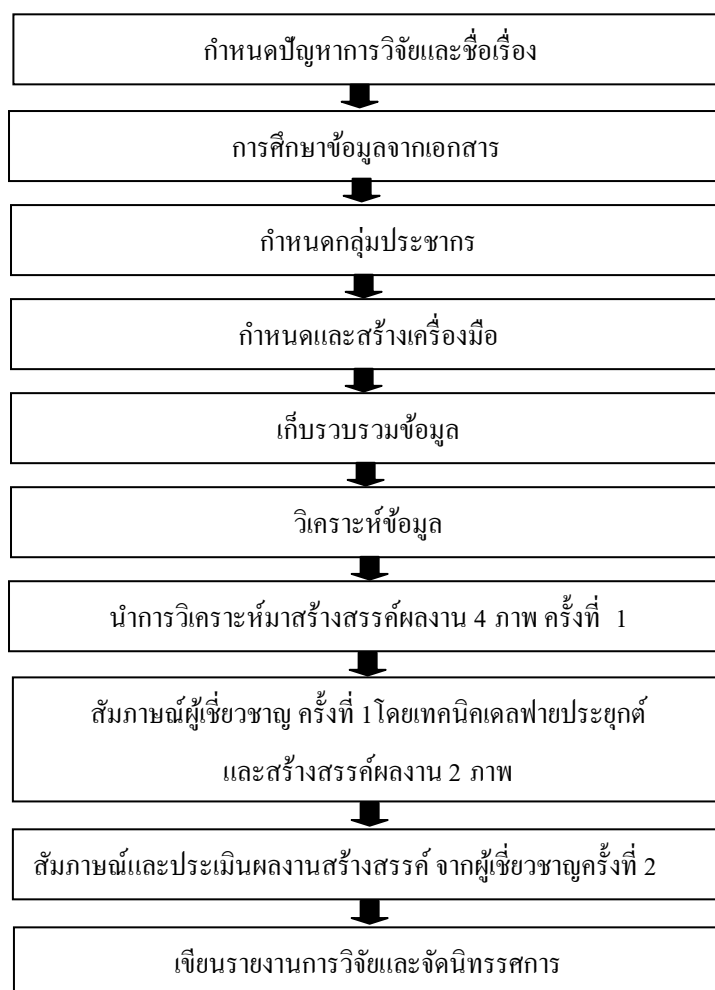 กำหนดปัญหาการวิจัยและชื่อเรื่อง
การศึกษาข้อมูลจากเอกสาร
กำหนดกลุ่มประชากร
กำหนดและสร้างเครื่องมือ
เก็บรวบรวมข้อมูล
วิเคราะห์ข้อมูล
นำการวิเคราะห์มาสร้างสรรค์ผลงาน 4 ภาพ ครั้งที่ 1
สัมภาษณ์ผู้เชี่ยวชาญ ครั้งที่ 1โดยเทคนิคเดลฟายประยุกต์
และสร้างสรรค์ผลงาน 2 ภาพ
สัมภาษณ์และประเมินผลงานสร้างสรรค์ จากผู้เชี่ยวชาญครั้งที่ 2
เขียนรายงานการวิจัยและจัดนิทรรศการ